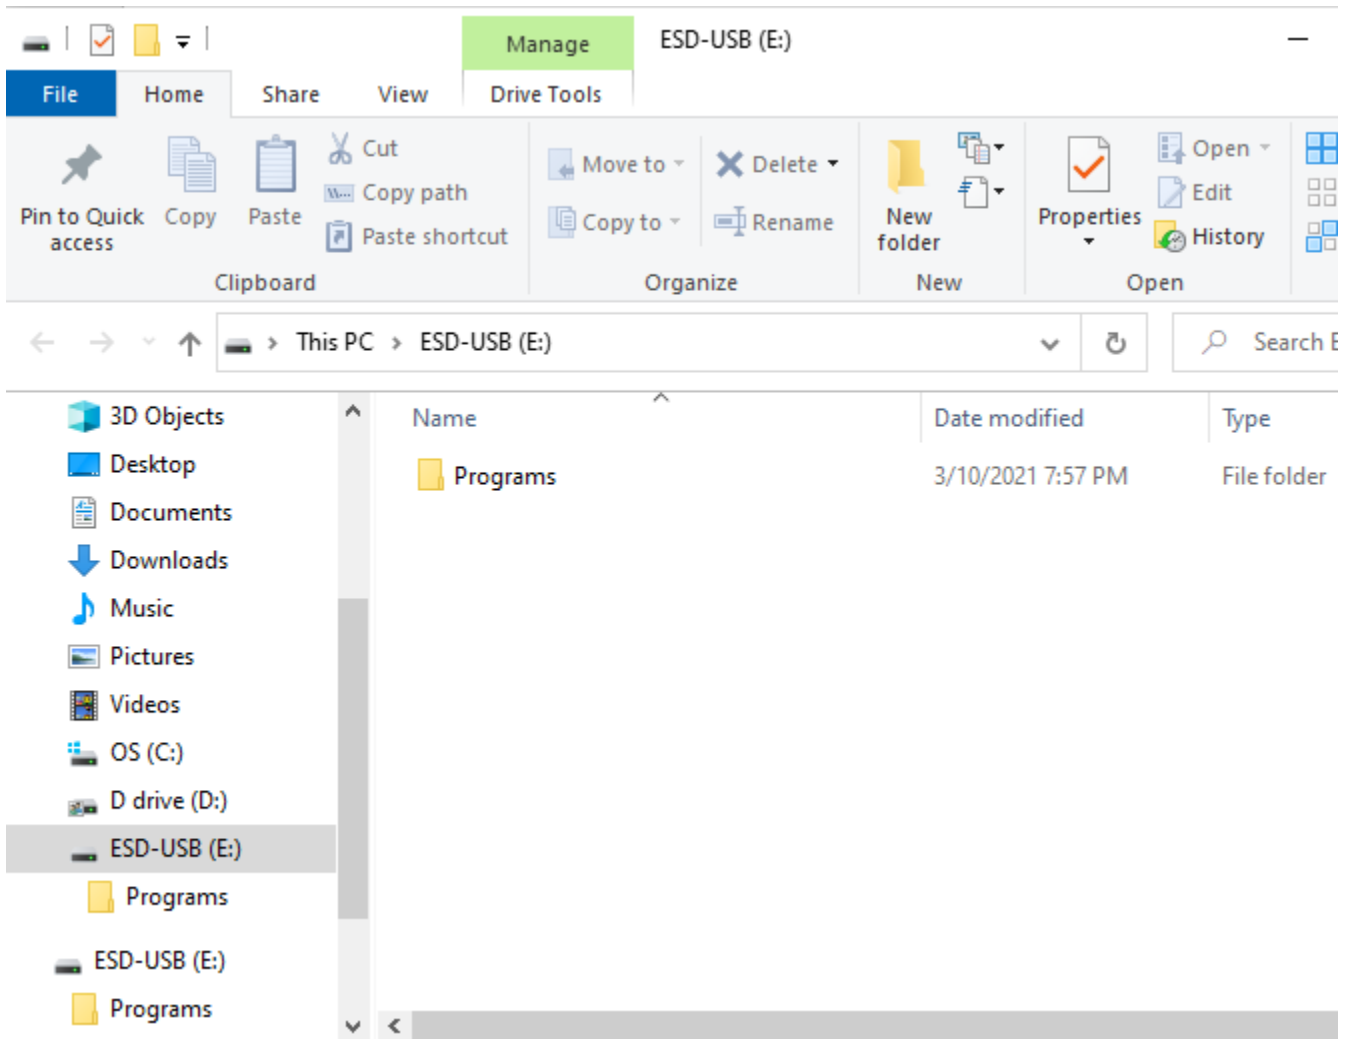 Manage
ESD-USB (E:)
File
Home
Share
View
Drive Tools
Pin to Quick
access
Copy
Paste
Cut
Copy path
Paste shortcut
Clipboard
Move to
Copy to
Delete
Rename
Organize
New
folder
New
Properties
Open
Edit
History
Open
This PC
ESD-USB (E:)
Search E
3D Objects
Desktop
Documents
Downloads
Music
Pictures
Videos
OS (C:)
D drive (D:)
ESD-USB (E:)
Programs
ESD-USB (E:)
Programs
Name
Date modified
Type
Programs
3/10/2021 7:57 PM
File folder